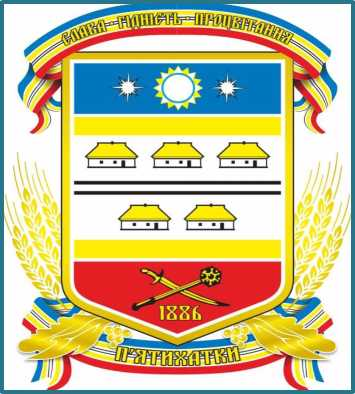 СЛАВА ГІДНІСТЬ ПРОЦВІТАННЯ
1886
П'ЯТИХАТКИ